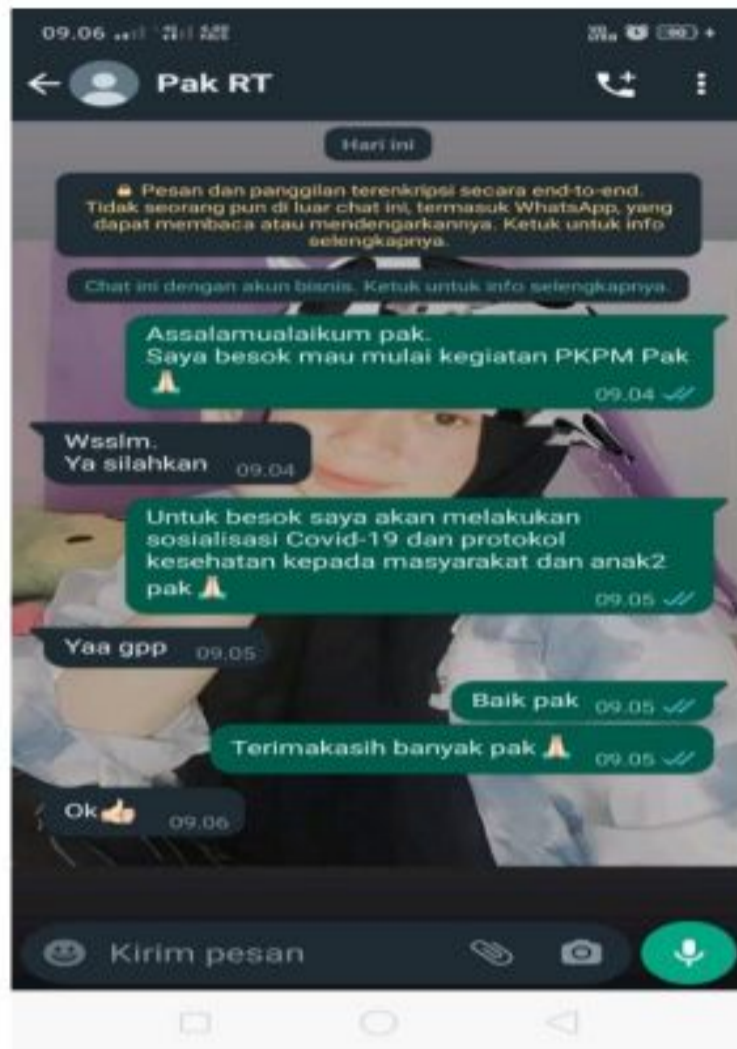 09.06
Pak RT
Hari ini
Pesan dan panggilan terenkripsi secara end-to-end.
Tidak seorang pun di luar chat ini, termasuk WhatsApp, yang
dapat membaca atau mendengarkannya. Ketuk untuk info
selengkapnya.
Chat ini dengan akun bisnis. Ketuk untuk info selengkapnya.
Assalamualaikum pak.
Saya besok mau mulai kegiatan PKPM Pak
🙏🏻
09.04
Wsslm.
Ya silahkan 09.04
Untuk besok saya akan melakukan
sosialisasi Covid-19 dan protokol
kesehatan kepada masyarakat dan anak2
pak 🙏🏻
09.05
Yaa gpp 09.05
Baik pak 09.05
Terimakasih banyak pak 🙏🏻 09.05
Ok👍🏻 09.06
Kirim pesan